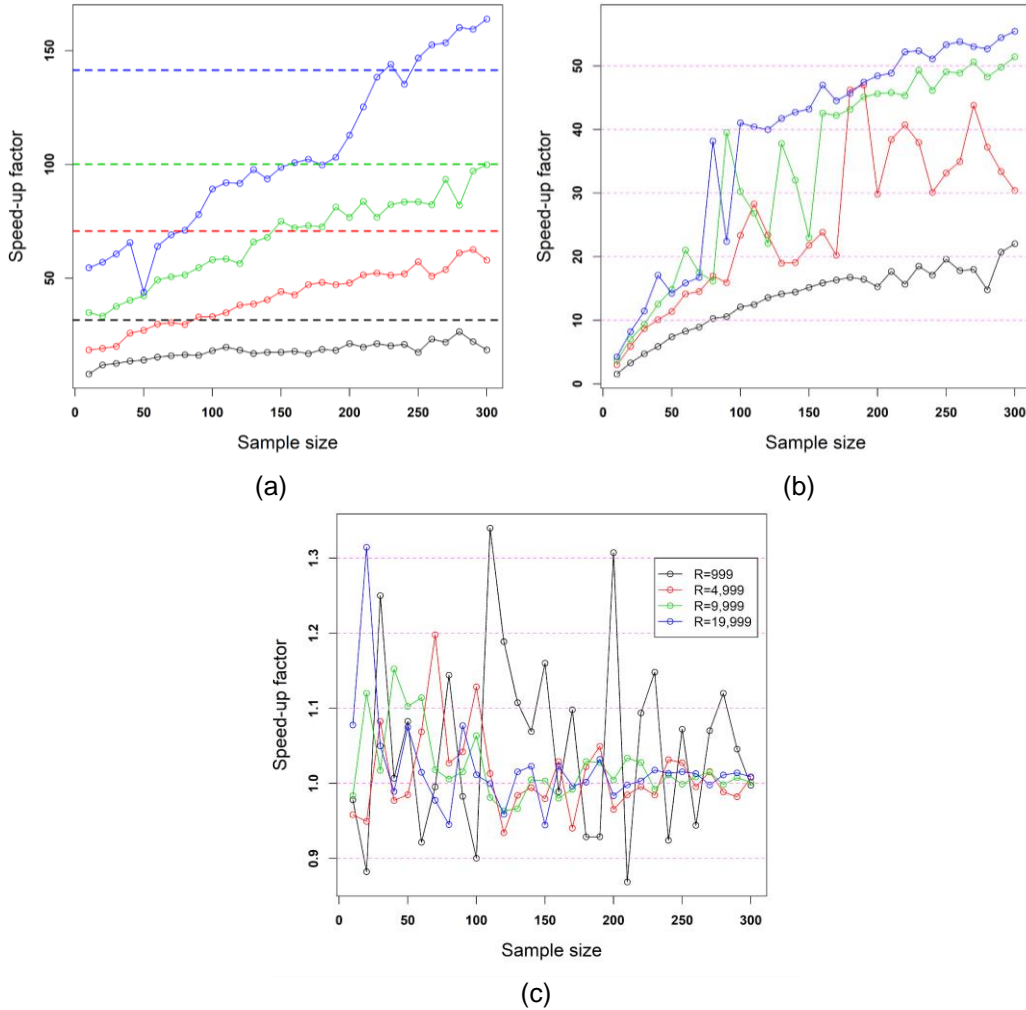 Speed-up factor
150
100
50
0 50 100 150 200 250 300
Sample size
(a)
Speed-up factor
50
40
30
20
10
0
0 50 100 150 200 250 300
Sample size
(b)
Speed-up factor
1.3
1.2
1.1
1.0
0.9
R=999
R=4,999
R=9,999
R=19,999
0 50 100 150 200 250 300
Sample size
(c)